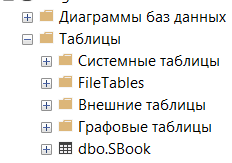 Диаграммы баз данных
Таблицы
Системные таблицы
FileTables
Внешние таблицы
Графовые таблицы
dbo.SBook